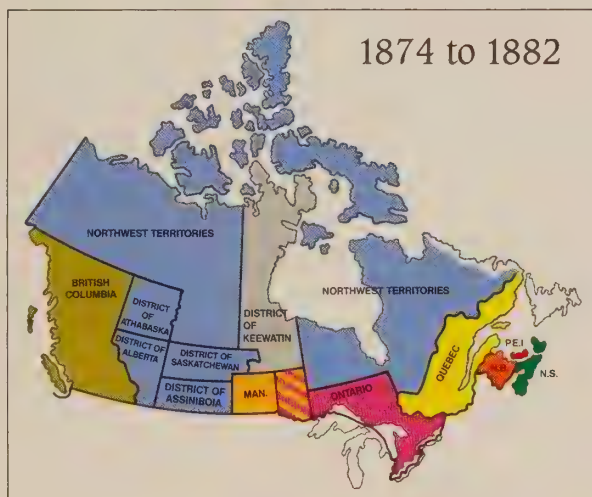 1874 to 1882
NORTHWEST TERRITORIES
BRITISH
COLUMBIA
DISTRICT
OF
ATHABASKA
DISTRICT
OF
ALBERTA
DISTRICT OF
SASKATCHEWAN
DISTRICT OF
ASSINIBOIA
DISTRICT
OF
KEEWATIN
MAN.
NORTHWEST TERRITORIES
ONTARIO
QUEBEC
P.E.I
N.B.
N.S.